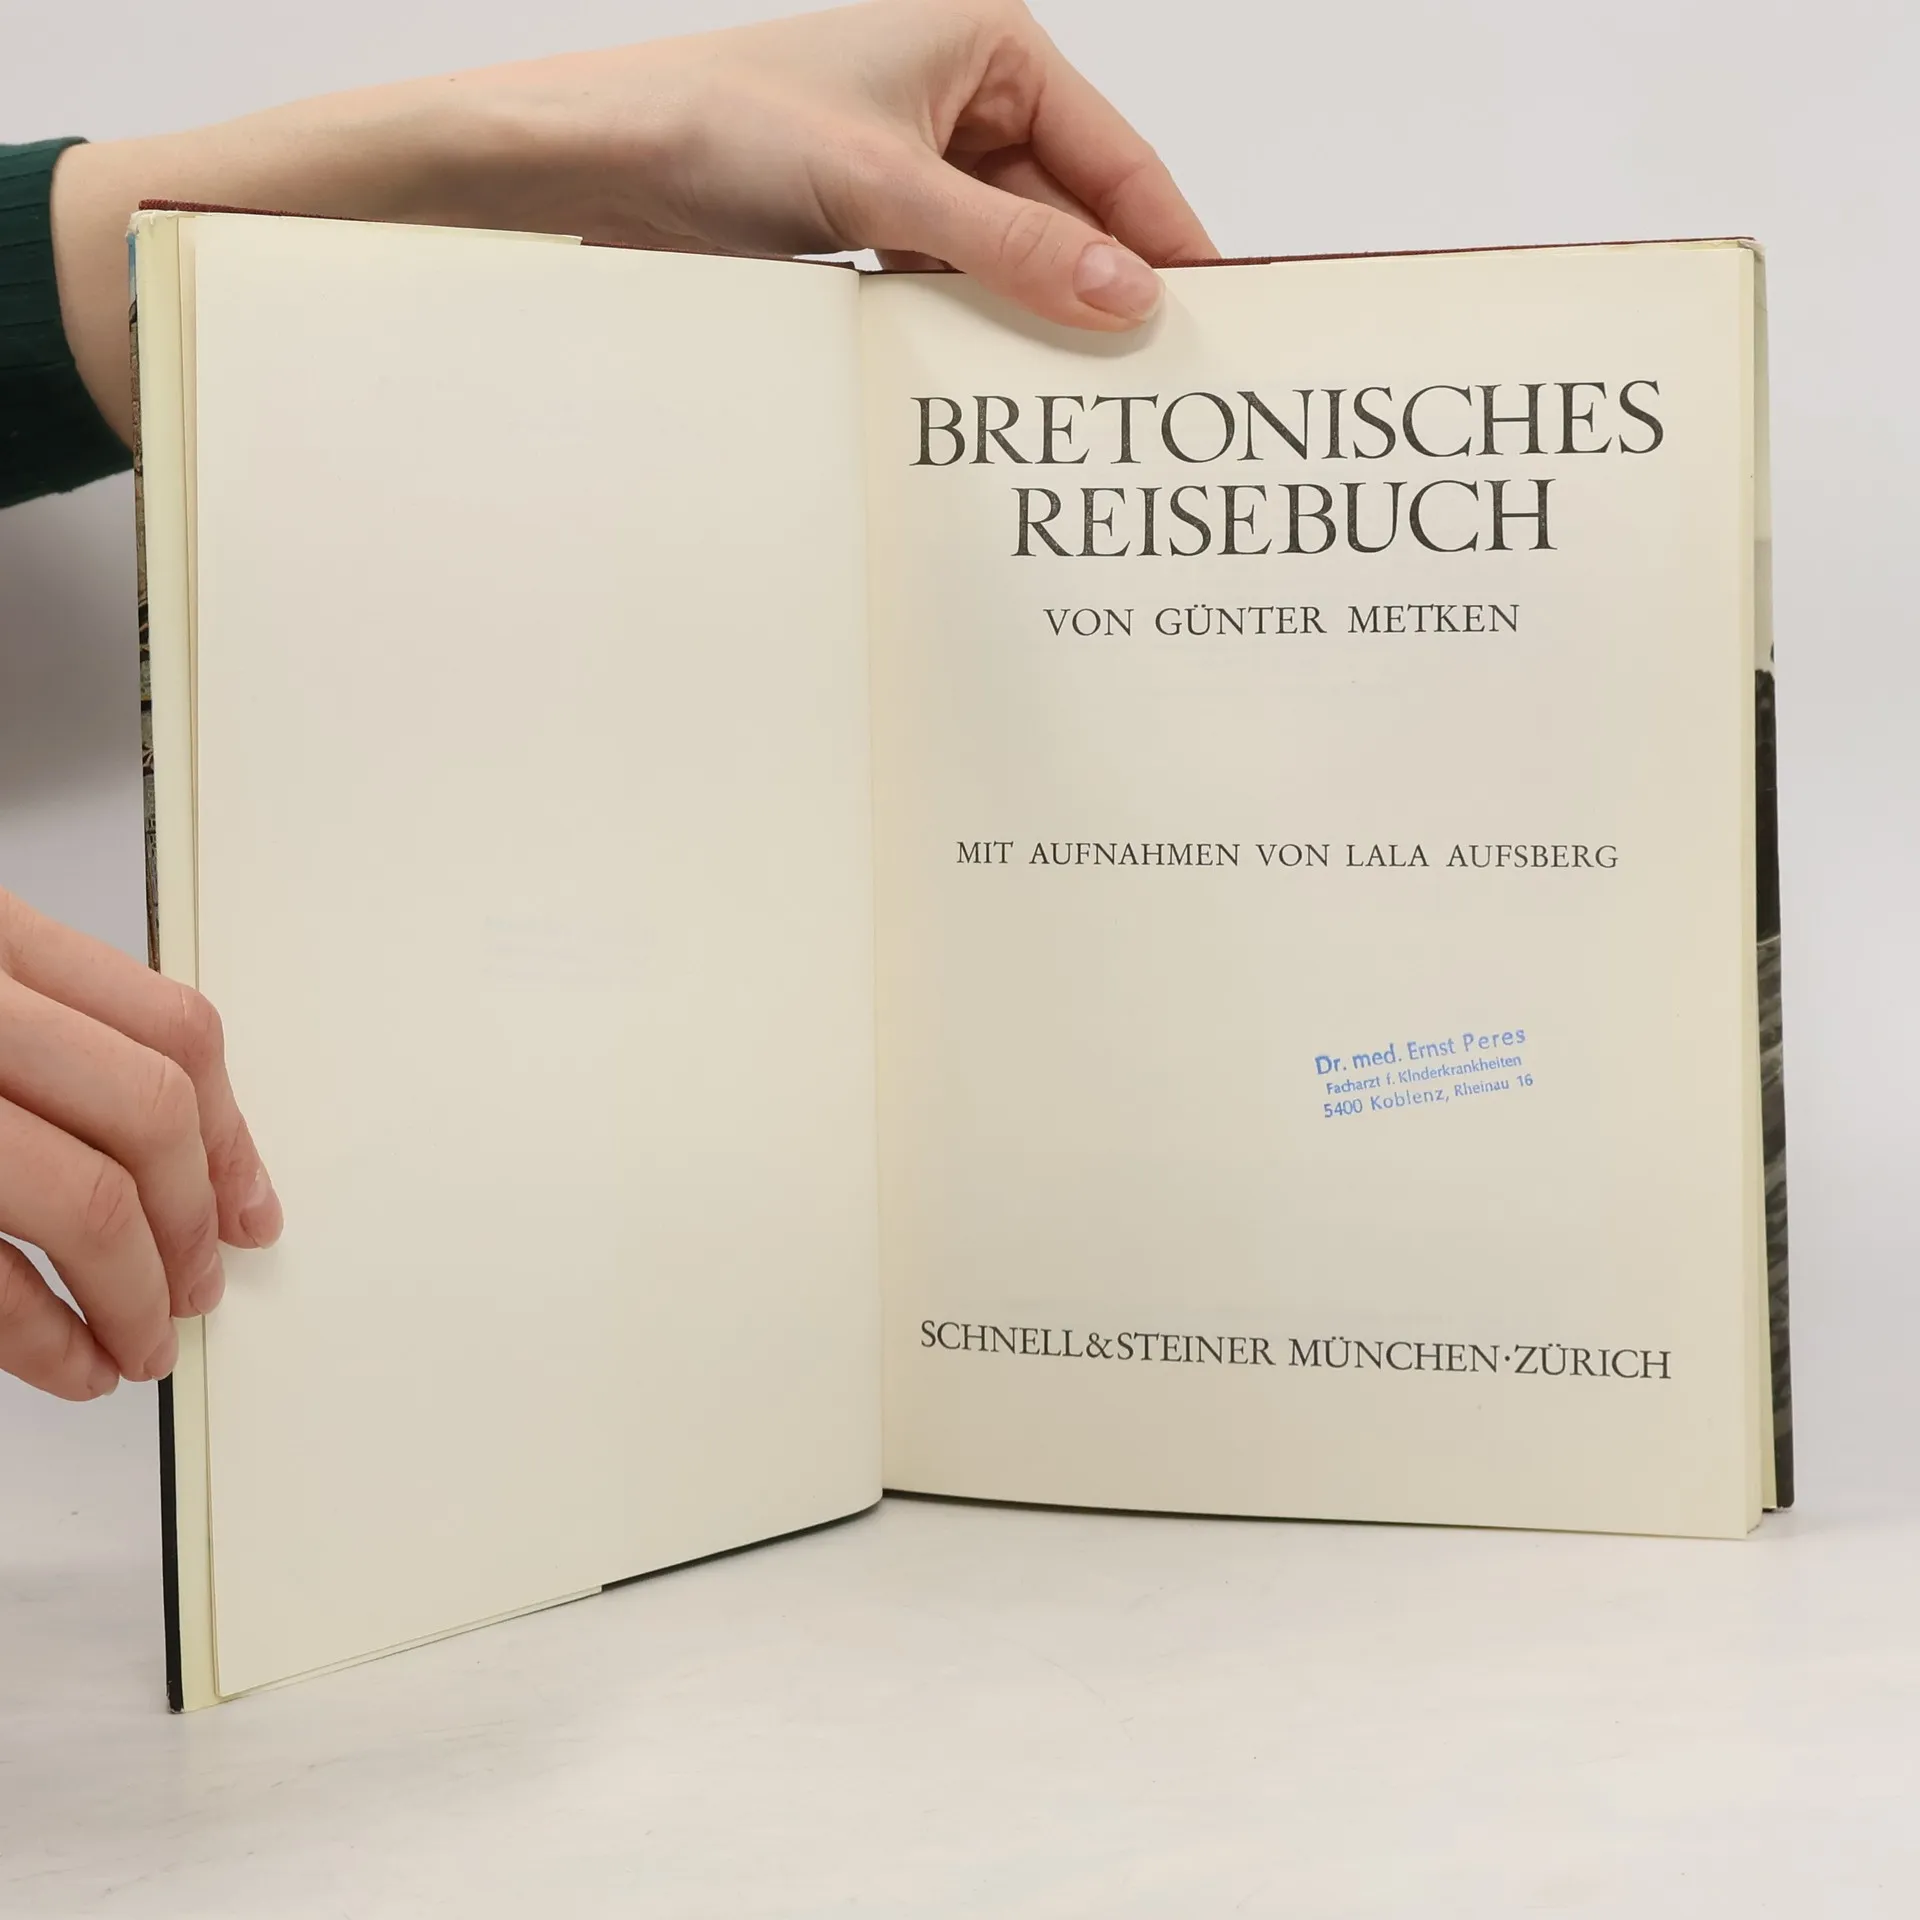 BRETONISCHES
REISEBUCH
VON GÜNTER METKEN
MIT AUFNAHMEN VON LALA AUFSBERG
Dr. med. Ernst Peres
Facharzt f. Kinderkrankheiten
5400 Koblenz, Rheinau 16
SCHNELL&STEINER MÜNCHEN·ZÜRICH